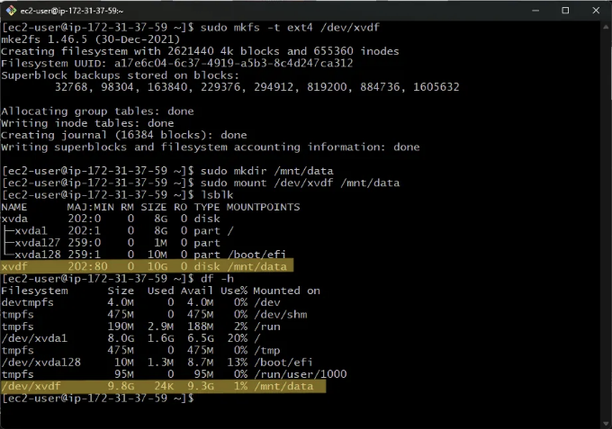 [ec2-user@ip-172-31-37-59:~
[ec2-user@ip-172-31-37-59 ~]$ sudo mkfs -t ext4 /dev/xvdf
mke2fs 1.46.5 (30-Dec-2021)
Creating filesystem with 2621440 4k blocks and 655360 inodes
Filesystem UUID: a17e6c04-6c37-4919-a5b3-8c4d247ca312
Superblock backups stored on blocks:
32768, 98304, 163840, 229376, 294912, 819200, 884736, 1605632
Allocating group tables: done
Writing inode tables: done
Creating journal (16384 blocks): done
Writing superblocks and filesystem accounting information: done
[ec2-user@ip-172-31-37-59 ~]$ sudo mkdir /mnt/data
[ec2-user@ip-172-31-37-59 ~]$ sudo mount /dev/xvdf /mnt/data
[ec2-user@ip-172-31-37-59 ~]$ lsblk
NAME MAJ:MIN RM SIZE RO TYPE MOUNTPOINTS
xvda 202:0 0 8G 0 disk
├─xvda1 202:1 0 8G 0 part /
├─xvda127 259:0 0 1M 0 part
└─xvda128 259:1 0 10M 0 part /boot/efi
xvdf 202:80 0 10G 0 disk /mnt/data
[ec2-user@ip-172-31-37-59 ~]$ df -h
Filesystem Size Used Avail Use% Mounted on
devtmpfs 4.0M 0 4.0M 0% /dev
tmpfs 475M 0 475M 0% /dev/shm
tmpfs 190M 2.9M 188M 2% /run
/dev/xvda1 8.0G 1.6G 6.5G 20% /
tmpfs 475M 0 475M 0% /tmp
/dev/xvda128 10M 1.3M 8.7M 13% /boot/efi
tmpfs 95M 0 95M 0% /run/user/1000
/dev/xvdf 9.8G 24K 9.3G 1% /mnt/data
[ec2-user@ip-172-31-37-59 ~]$